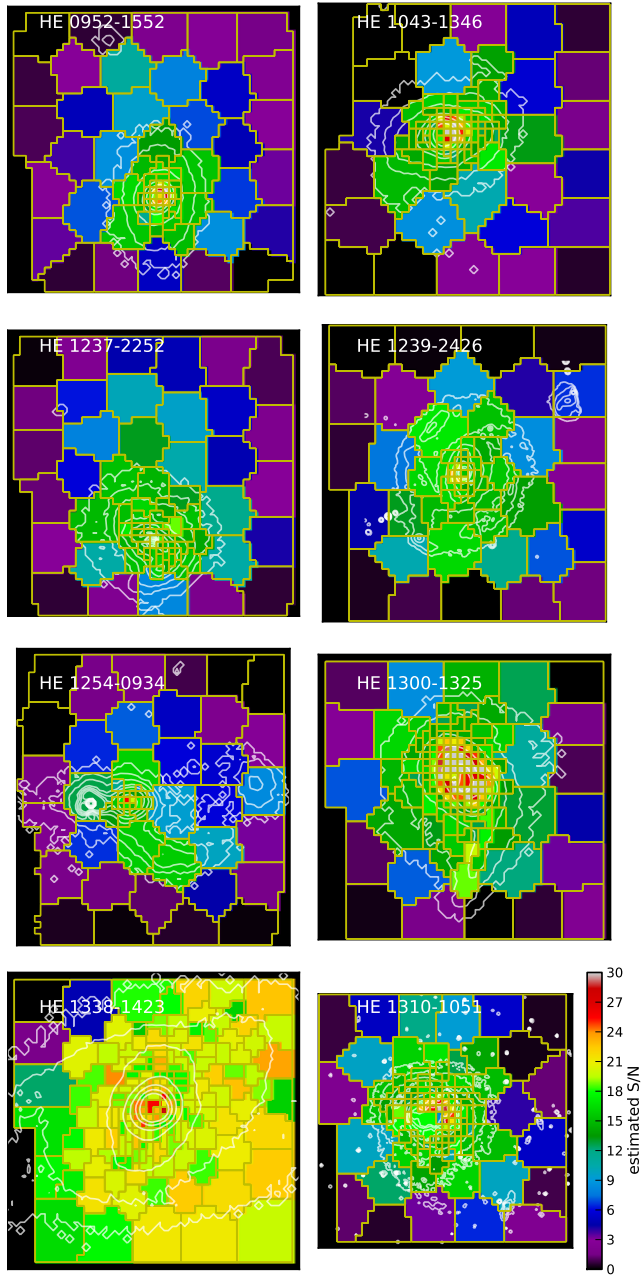 HE 0952-1552
HE 1043-1346
HE 1237-2252
HE 1239-2426
HE 1254-0934
HE 1300-1325
HE 1338-1423
HE 1310-1051
30
27
24
21
18
15
12
9
6
3
0
estimated S/N